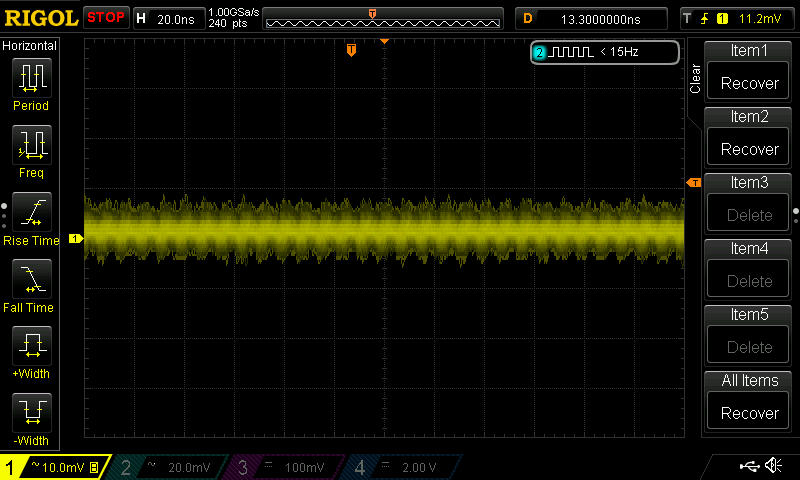 RIGOL STOP H 20.0ns 1.00GSa/s 240 pts T D 13.3000000ns T 1 11.2mV
Horizontal
T
2 < 15Hz
Clear
Item1
Recover
Period
Item2
Recover
Freq
T
Item3
Delete
Rise Time
1
Item4
Delete
Fall Time
Item5
Delete
+Width
All Items
Recover
-Width
1 ~ 10.0mV B 2 ~ 20.0mV 3 = 100mV 4 = 2.00 V